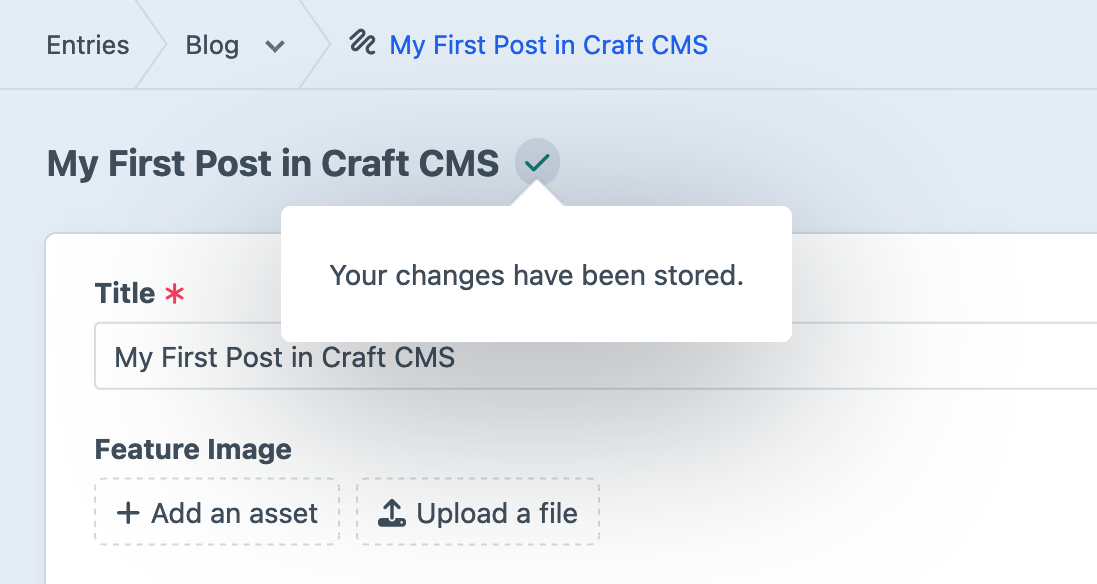 Entries Blog My First Post in Craft CMS
My First Post in Craft CMS
Your changes have been stored.
Title *
My First Post in Craft CMS
Feature Image
+ Add an asset Upload a file